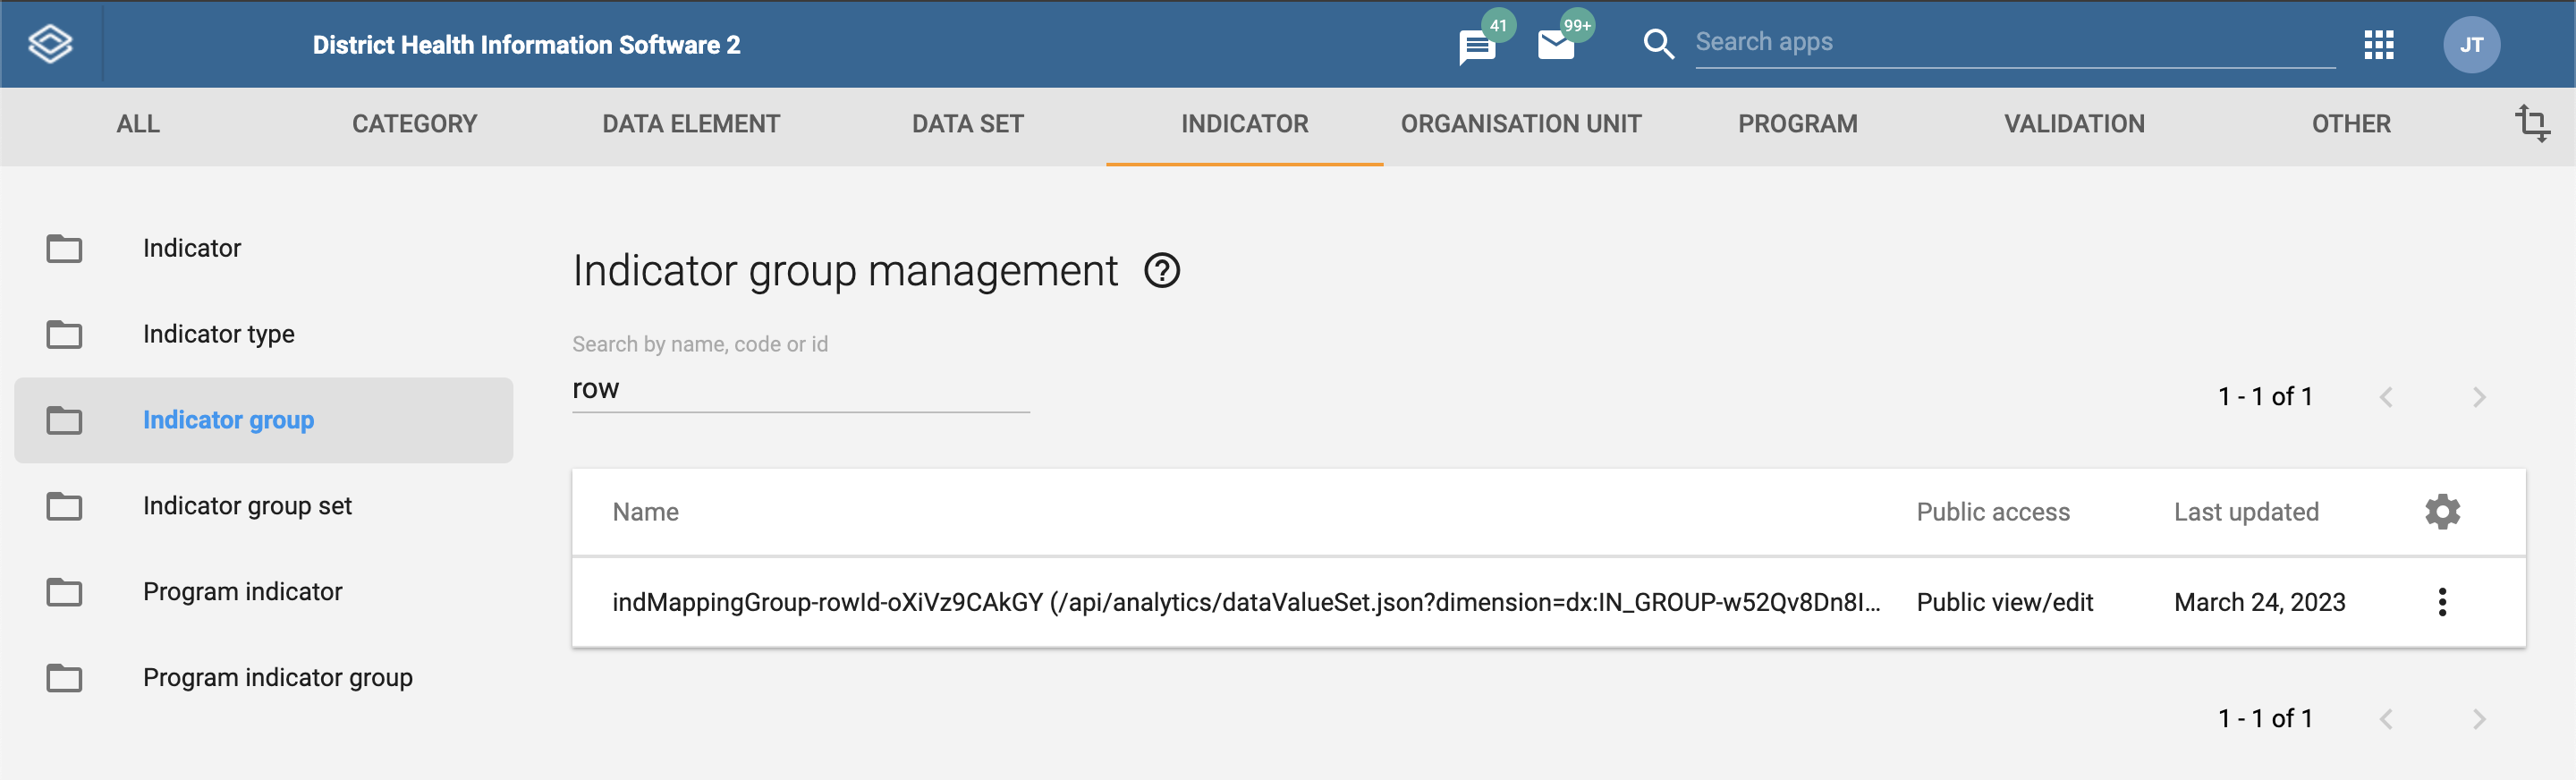 District Health Information Software 2
41
99+
Search apps
JT
ALL CATEGORY DATA ELEMENT DATA SET INDICATOR ORGANISATION UNIT PROGRAM VALIDATION OTHER
Indicator
Indicator type
Indicator group
Indicator group set
Program indicator
Program indicator group
Indicator group management
Search by name, code or id
row
1 - 1 of 1
Name Public access Last updated
indMappingGroup-rowId-oXiVz9CAkGY (/api/analytics/dataValueSet.json?dimension=dx:IN_GROUP-w52Qv8Dn8I... Public view/edit March 24, 2023
1 - 1 of 1